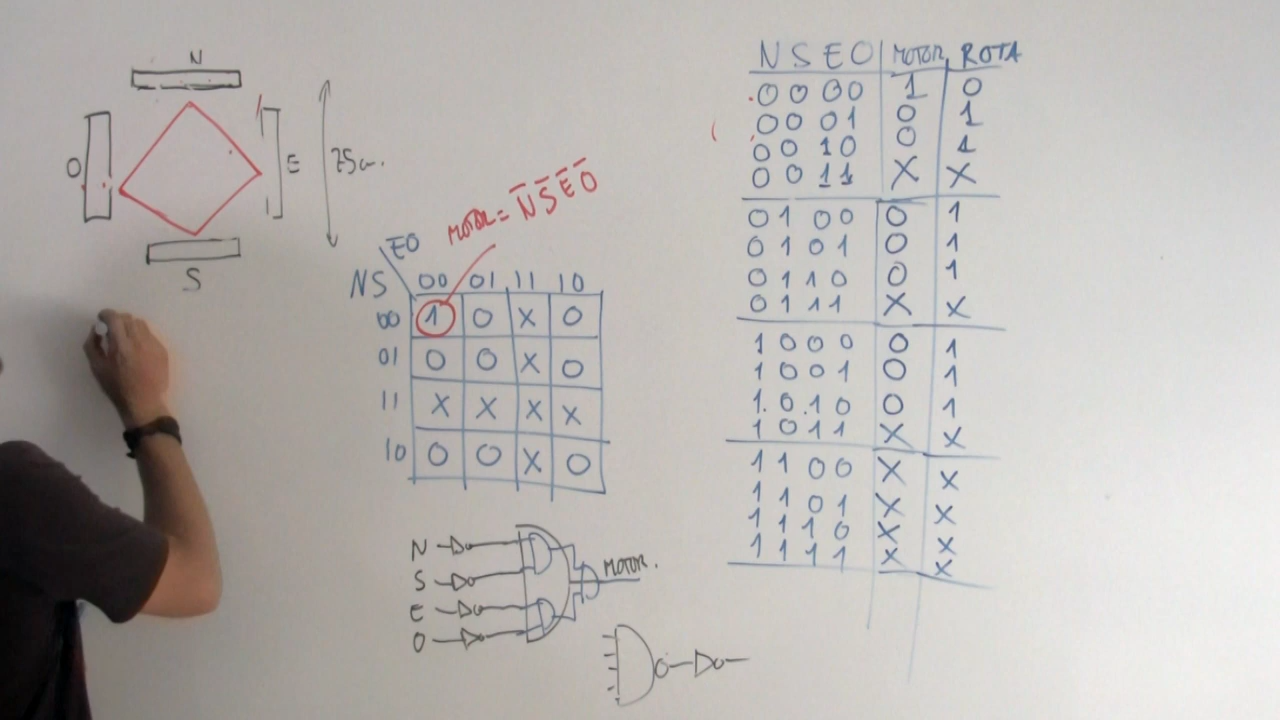 N
O
E
25cm.
S
MOTOR = N̅ S̅ E̅ O̅
EO
NS 00 01 11 10
00 1 0 X 0
01 0 0 X 0
11 X X X X
10 0 0 X 0
N
S
E
O
MOTOR.
N S E O MOTOR ROTA
0 0 0 0 1 0
0 0 0 1 0 1
0 0 1 0 0 1
0 0 1 1 X X
0 1 0 0 0 1
0 1 0 1 0 1
0 1 1 0 0 1
0 1 1 1 X X
1 0 0 0 0 1
1 0 0 1 0 1
1 0 1 0 0 1
1 0 1 1 X X
1 1 0 0 X X
1 1 0 1 X X
1 1 1 0 X X
1 1 1 1 X X